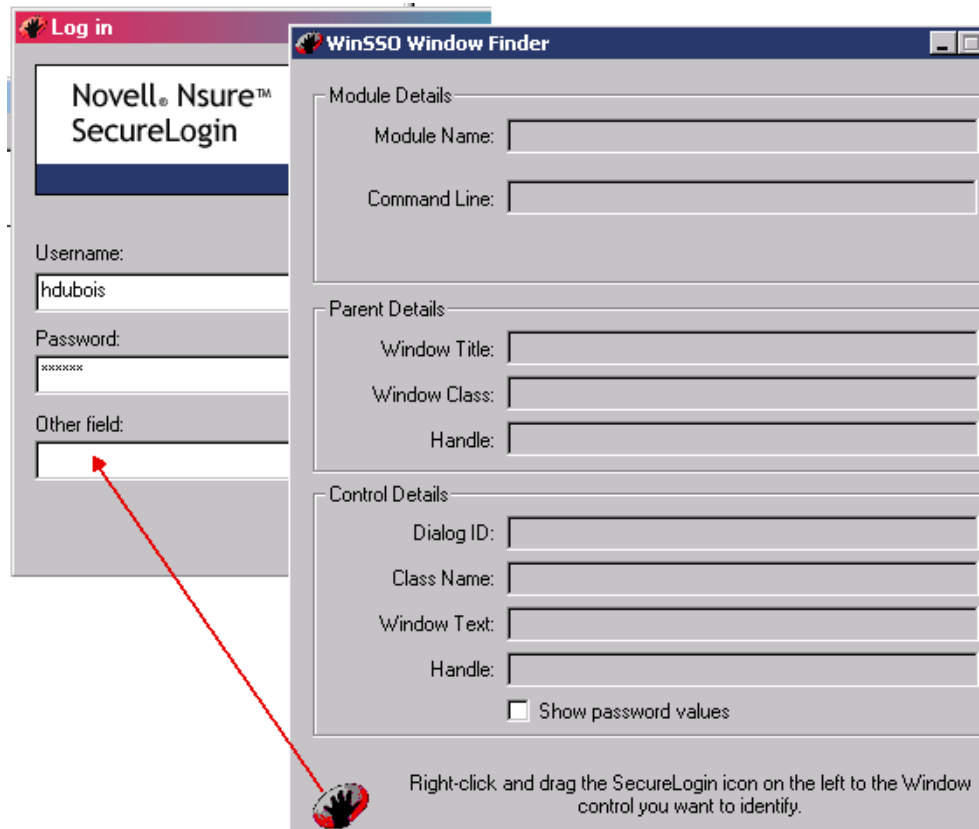 Log in
Novell® Nsure™
SecureLogin
Username:
hdubois
Password:
××××××
Other field:
WinSSO Window Finder
Module Details
Module Name:
Command Line:
Parent Details
Window Title:
Window Class:
Handle:
Control Details
Dialog ID:
Class Name:
Window Text:
Handle:
Show password values
Right-click and drag the SecureLogin icon on the left to the Window
control you want to identify.